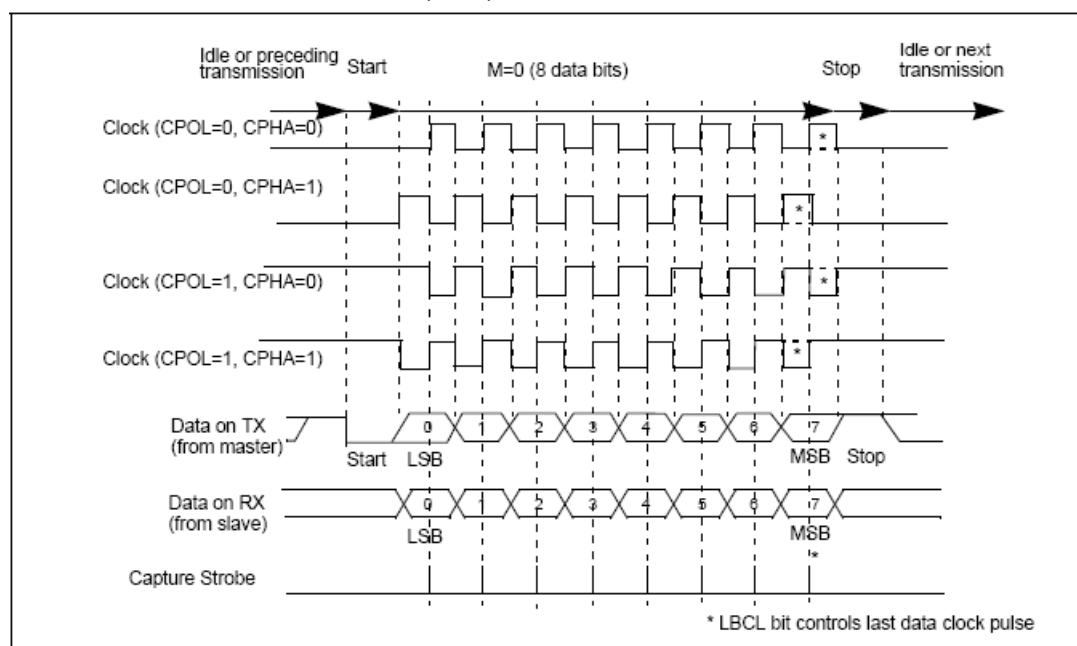 Idle or preceding
transmission
Start
M=0 (8 data bits)
Stop
Idle or next
transmission
Clock (CPOL=0, CPHA=0)
*
Clock (CPOL=0, CPHA=1)
*
Clock (CPOL=1, CPHA=0)
*
Clock (CPOL=1, CPHA=1)
*
Data on TX
(from master)
0 1 2 3 4 5 6 7
Start LSB MSB Stop
Data on RX
(from slave)
0 1 2 3 4 5 6 7
LSB MSB
*
Capture Strobe
* LBCL bit controls last data clock pulse